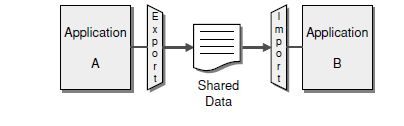 Application
A
Export
Shared
Data
Import
Application
B